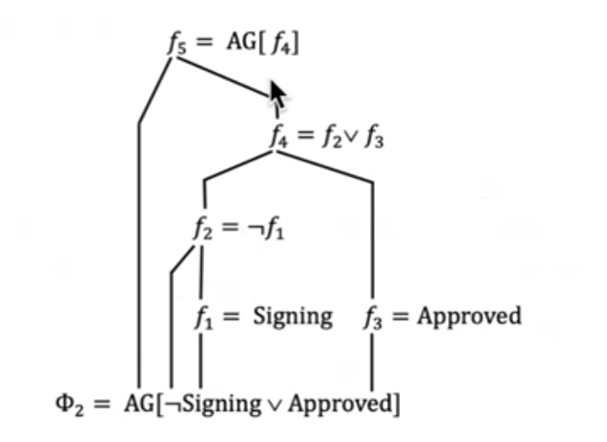 f₅ = AG[ f₄]
f₄ = f₂∨ f₃
f₂ = ¬f₁
f₁ = Signing f₃ = Approved
Φ₂ = AG[¬Signing ∨ Approved]